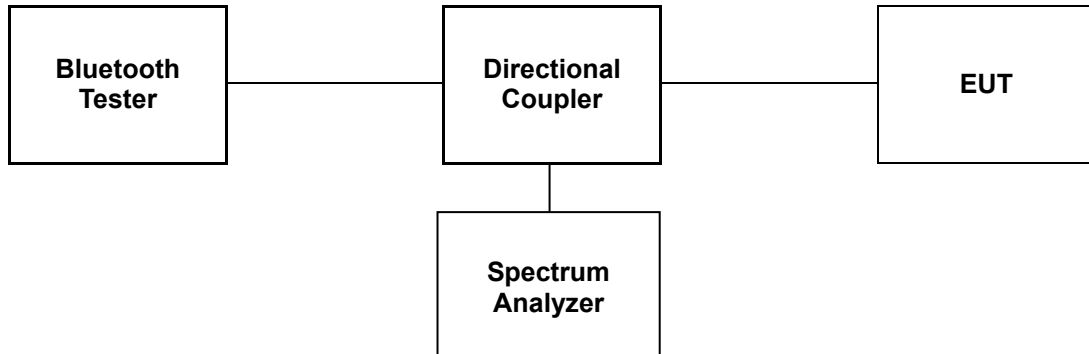 Bluetooth
Tester
Directional
Coupler
EUT
Spectrum
Analyzer